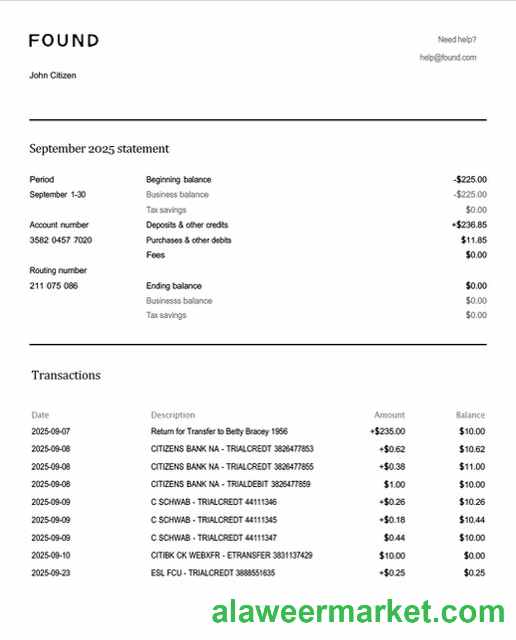 FOUND
Need help?
help@found.com
John Citizen
September 2025 statement
Period Beginning balance -$225.00
September 1-30 Business balance -$225.00
Tax savings $0.00
Account number Deposits & other credits +$236.85
3582 0457 7020 Purchases & other debits $11.85
Fees $0.00
Routing number
211 075 086 Ending balance $0.00
Businesss balance $0.00
Tax savings $0.00
Transactions
Date Description Amount Balance
2025-09-07 Return for Transfer to Betty Bracey 1956 +$235.00 $10.00
2025-09-08 CITIZENS BANK NA - TRIALCREDT 3826477853 +$0.62 $10.62
2025-09-08 CITIZENS BANK NA - TRIALCREDT 3826477855 +$0.38 $11.00
2025-09-08 CITIZENS BANK NA - TRIALDEBIT 3826477859 $1.00 $10.00
2025-09-09 C SCHWAB - TRIALCREDT 44111346 +$0.26 $10.26
2025-09-09 C SCHWAB - TRIALCREDT 44111345 +$0.18 $10.44
2025-09-09 C SCHWAB - TRIALCREDT 44111347 $0.44 $10.00
2025-09-10 CITIBK CK WEBXFR - ETRANSFER 3831137429 $10.00 $0.00
2025-09-23 ESL FCU - TRIALCREDT 3888551635 +$0.25 $0.25
alaweermarket.com